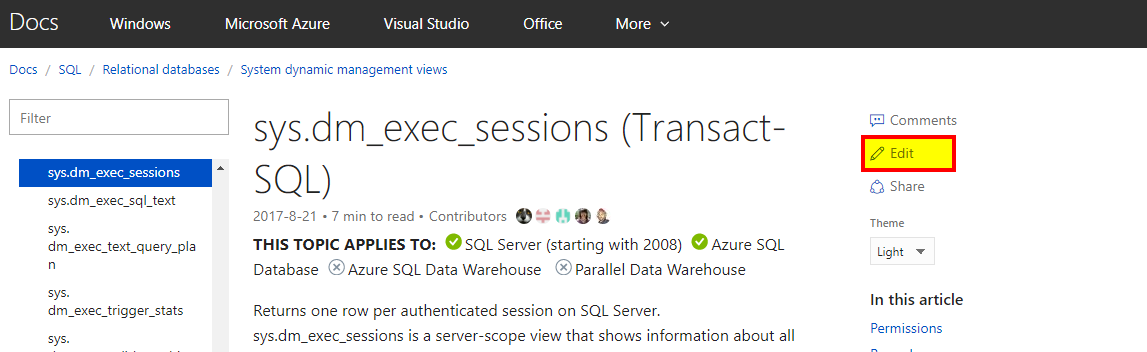 Docs Windows Microsoft Azure Visual Studio Office More
Docs / SQL / Relational databases / System dynamic management views
Filter
sys.dm_exec_sessions
sys.dm_exec_sql_text
sys.
dm_exec_text_query_pla
n
sys.
dm_exec_trigger_stats
sys.
sys.dm_exec_sessions (Transact-
SQL)
2017-8-21 • 7 min to read • Contributors
THIS TOPIC APPLIES TO: SQL Server (starting with 2008) Azure SQL
Database Azure SQL Data Warehouse Parallel Data Warehouse
Returns one row per authenticated session on SQL Server.
sys.dm_exec_sessions is a server-scope view that shows information about all
Comments
Edit
Share
Theme
Light
In this article
Permissions